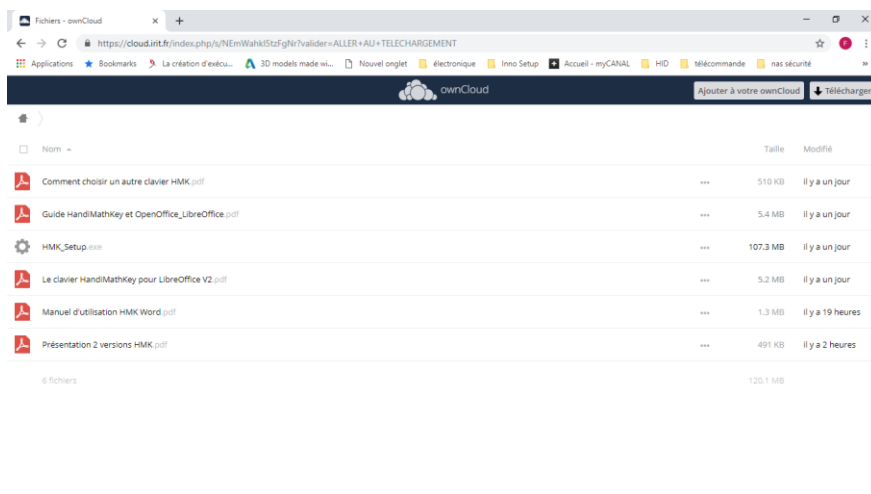 Fichiers - ownCloud
https://cloud.irit.fr/index.php/s/NEmWahkl5tzFgNr?valider=ALLER+AU+TELECHARGEMENT
F
Applications Bookmarks La création d'exécu... 3D models made wi... Nouvel onglet électronique Inno Setup Accueil - myCANAL HID télécommande nas sécurité »
ownCloud Ajouter à votre ownCloud Télécharger
Nom Taille Modifié
Comment choisir un autre clavier HMK.pdf ... 510 KB il y a un jour
Guide HandiMathKey et OpenOffice_LibreOffice.pdf ... 5.4 MB il y a un jour
HMK_Setup.exe ... 107.3 MB il y a un jour
Le clavier HandiMathKey pour LibreOffice V2.pdf ... 5.2 MB il y a un jour
Manuel d'utilisation HMK Word.pdf ... 1.3 MB il y a 19 heures
Présentation 2 versions HMK.pdf ... 491 KB il y a 2 heures
6 fichiers 120.1 MB